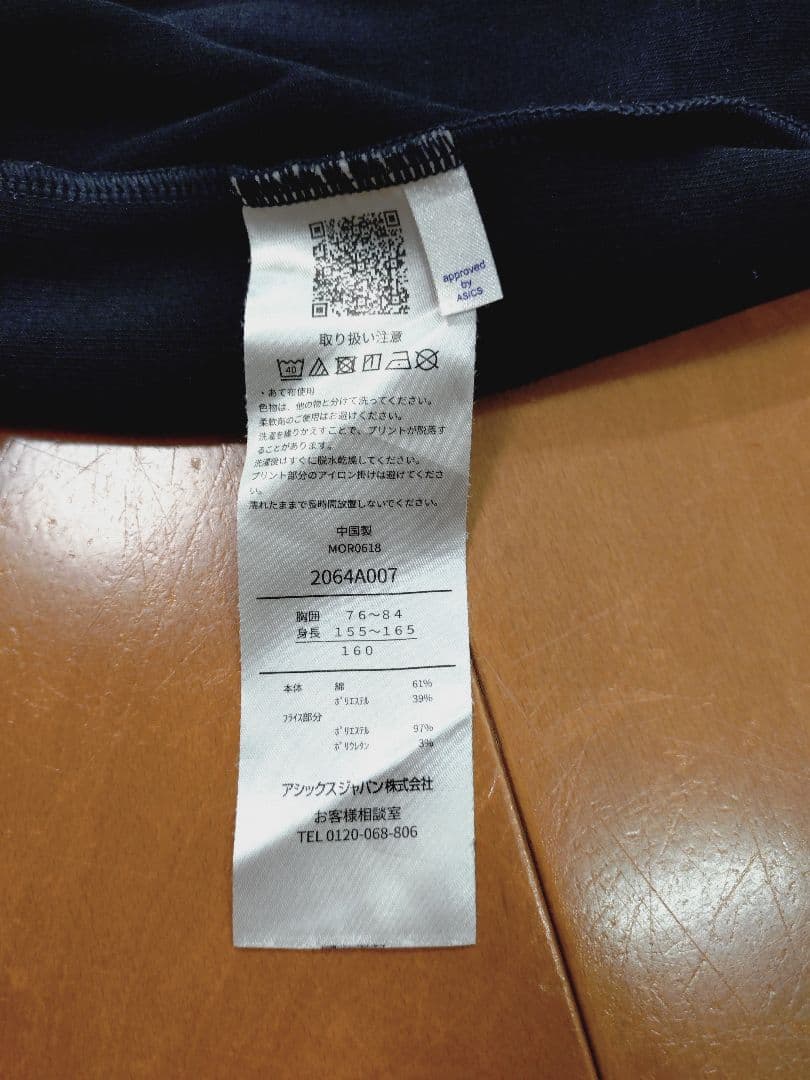 approved
by
ASICS
取り扱い注意
40
・あて布使用
色物は、他の物と分けて洗ってください。
柔軟剤のご使用はお避けください。
洗濯を繰りかえすことで、プリントが脱落す
ることがあります。
洗濯後はすぐに脱水乾燥してください。
プリント部分のアイロン掛けは避けてくださ
い。
濡れたままで長時間放置しないでください。
中国製
MOR0618
2064A007
胸囲 76~84
身長 155~165
160
本体 綿 61%
ポリエステル 39%
フライス部分
ポリエステル 97%
ポリウレタン 3%
アシックスジャパン株式会社
お客様相談室
TEL 0120-068-806